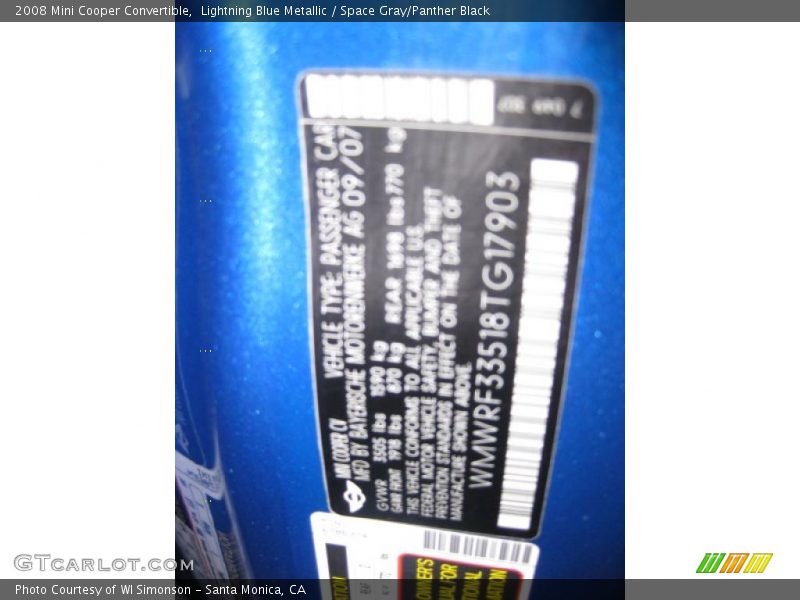 2008 Mini Cooper Convertible,  Lightning Blue Metallic / Space Gray/Panther Black
MINI COOPER CV
VEHICLE TYPE: PASSENGER CAR
MFD BY BAYERISCHE MOTORENWERKE AG 09/07
GVWR 3505 lbs 1590 kg
GAWR FRONT 1918 lbs 870 kg REAR 1698 lbs 770 kg
THIS VEHICLE CONFORMS TO ALL APPLICABLE U.S.
FEDERAL MOTOR VEHICLE SAFETY, BUMPER AND THEFT
PREVENTION STANDARDS IN EFFECT ON THE DATE OF
MANUFACTURE SHOWN ABOVE.
WMWRF33518TG17903
GTcarlot.com
Photo Courtesy of WI Simonson - Santa Monica, CA